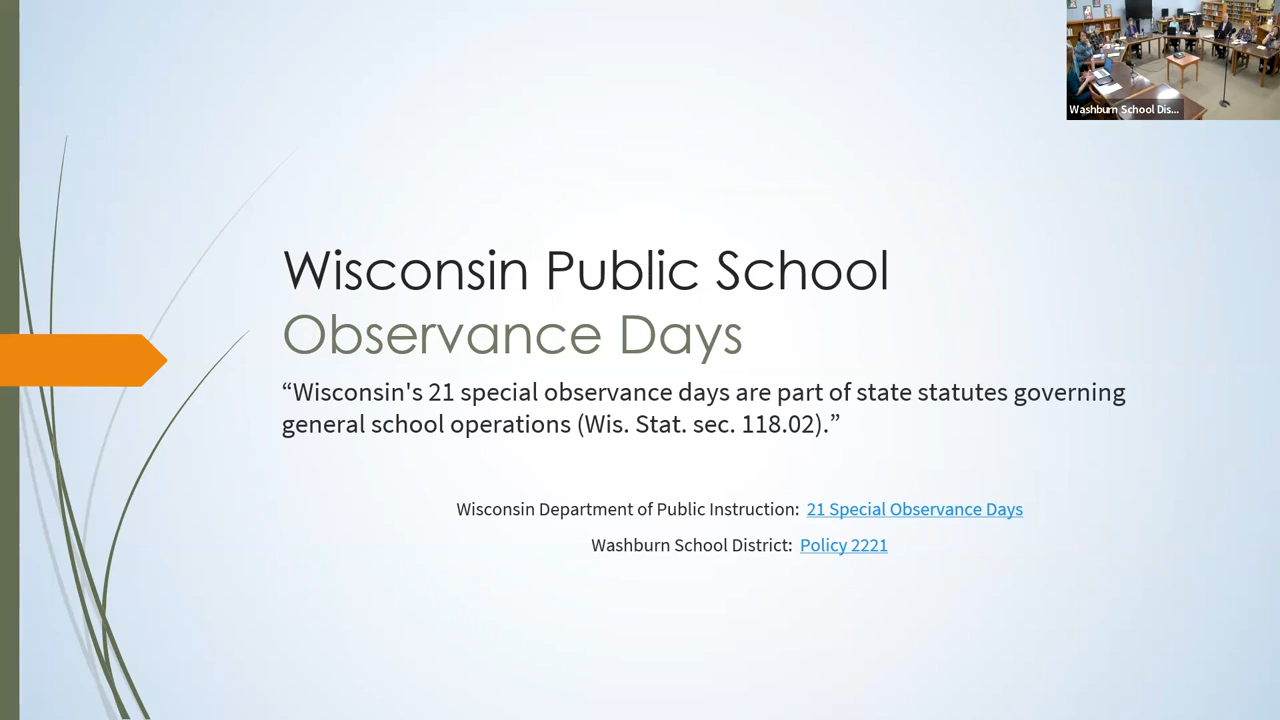 Washburn School Dis...
Wisconsin Public School
Observance Days
“Wisconsin's 21 special observance days are part of state statutes governing
general school operations (Wis. Stat. sec. 118.02).”
Wisconsin Department of Public Instruction: 21 Special Observance Days
Washburn School District: Policy 2221